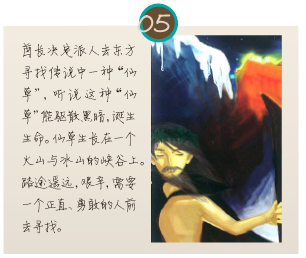 05
酋长决定派人去东方
寻找传说中一种“仙
草”，听说这种“仙
草”能驱散黑暗，诞生
生命。仙草生长在一个
火山与冰山的峡谷上。
路途遥远，艰辛，需要
一个正直、勇敢的人前
去寻找。